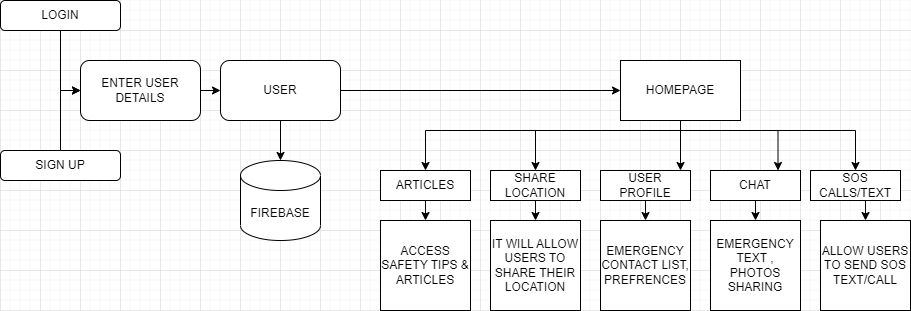 LOGIN
ENTER USER
DETAILS
USER
HOMEPAGE
SIGN UP
FIREBASE
ARTICLES
SHARE
LOCATION
USER
PROFILE
CHAT
SOS
CALLS/TEXT
ACCESS
SAFETY TIPS &
ARTICLES
IT WILL ALLOW
USERS TO
SHARE THEIR
LOCATION
EMERGENCY
CONTACT LIST,
PREFRENCES
EMERGENCY
TEXT ,
PHOTOS
SHARING
ALLOW USERS
TO SEND SOS
TEXT/CALL